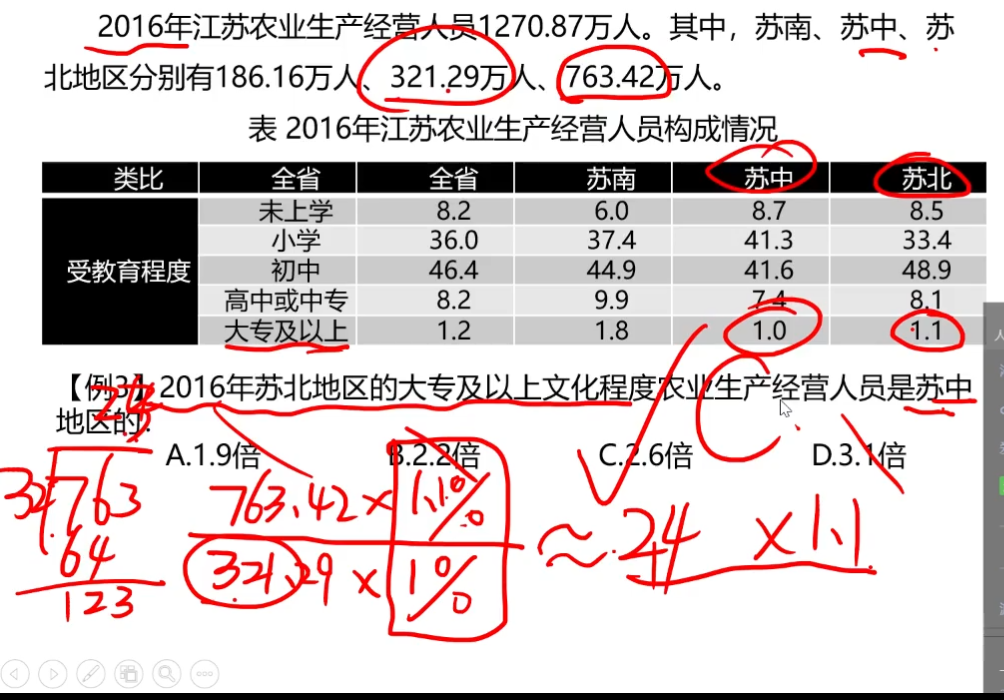 2016年江苏农业生产经营人员1270.87万人。其中，苏南、苏中、苏
北地区分别有186.16万人、321.29万人、763.42万人。
表 2016年江苏农业生产经营人员构成情况
类比 全省 全省 苏南 苏中 苏北
受教育程度 未上学 8.2 6.0 8.7 8.5
小学 36.0 37.4 41.3 33.4
初中 46.4 44.9 41.6 48.9
高中或中专 8.2 9.9 7.4 8.1
大专及以上 1.2 1.8 1.0 1.1
【例3】2016年苏北地区的大专及以上文化程度农业生产经营人员是苏中
地区的:
A.1.9倍 B.2.2倍 C.2.6倍 D.3.1倍
32 763
64
123
763.42 × 1.1%
321.29 × 1%
≈ 2.4 × 1.1